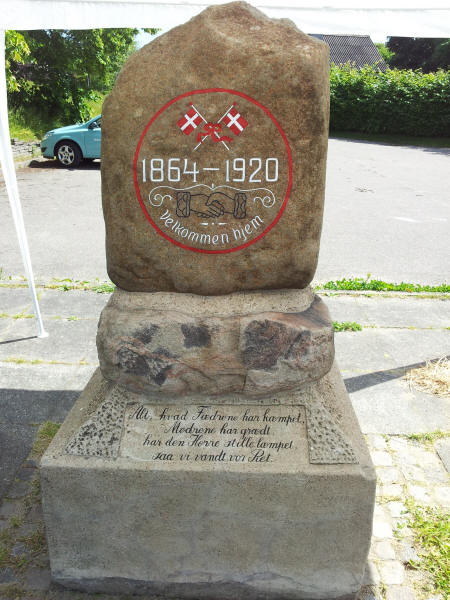 1864–1920
Velkommen hjem
Alt, hvad Fædrene har kæmpet,
Mødrene har grædt,
har den Herre stille læmpet,
saa vi vandt vor Ret.